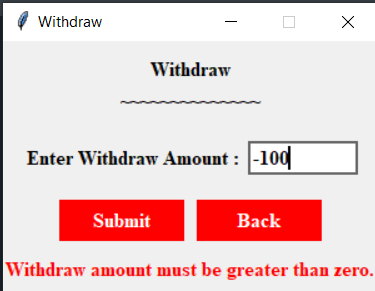 Withdraw
Withdraw
~~~~~~~~~~~~~~~
Enter Withdraw Amount : -100
Submit Back
Withdraw amount must be greater than zero.